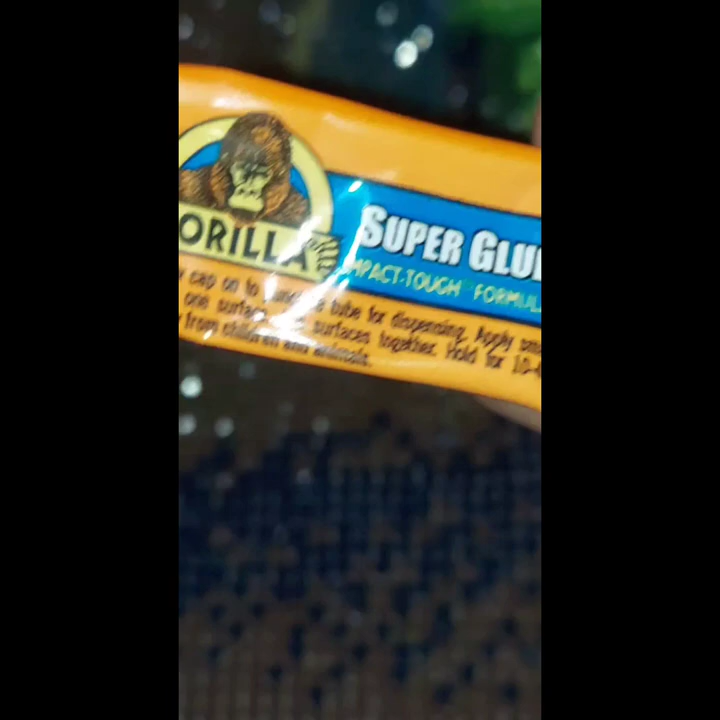 ORILLA
SUPER GLU
MPACT-TOUGH FORMUL
cap on to tube for dispensing. Apply
one surface surfaces together. Hold for 10-
from children and animals.